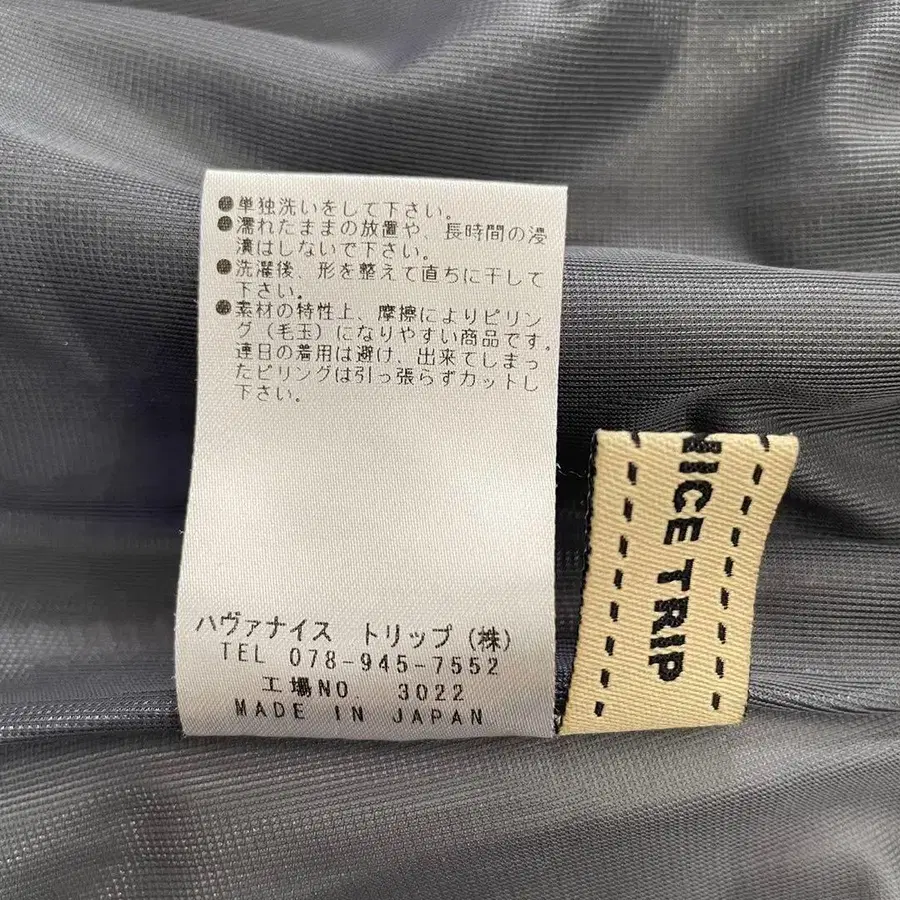 ●単独洗いをして下さい。
●濡れたままの放置や、長時間の浸
漬はしないで下さい。
●洗濯後、形を整えて直ちに干して
下さい。
●素材の特性上、摩擦によりピリン
グ(毛玉)になりやすい商品です。
連日の着用は避け、出来てしまっ
たピリングは引っ張らずカットし
下さい。
ハヴァナイス トリップ(株)
TEL 078-945-7552
工場NO. 3022
MADE IN JAPAN
NICE TRIP